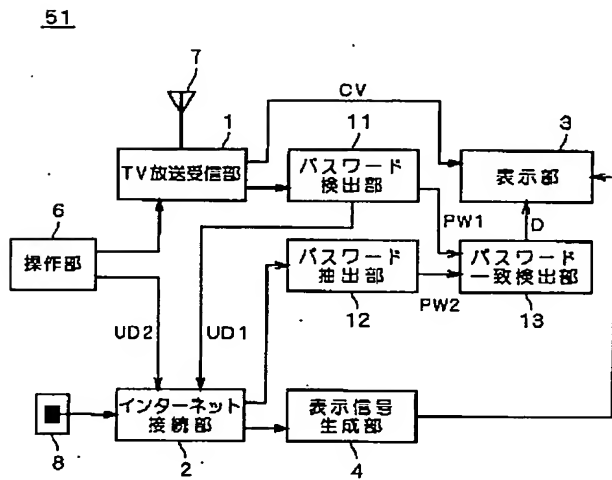 51
7
CV
1
11
3
TV放送受信部
パスワード
検出部
表示部
6
PW1
D
操作部
パスワード
抽出部
パスワード
一致検出部
12
PW2
13
UD2
UD1
インターネット
接続部
表示信号
生成部
8
2
4